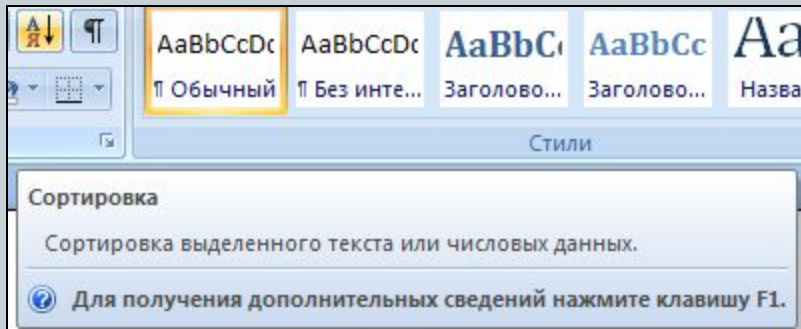 А Я ¶ AaBbCcDc AaBbCcDc AaBbC AaBbCc Aa
¶ Обычный ¶ Без инте... Заголово... Заголово... Назва
Стили
Сортировка
Сортировка выделенного текста или числовых данных.
Для получения дополнительных сведений нажмите клавишу F1.